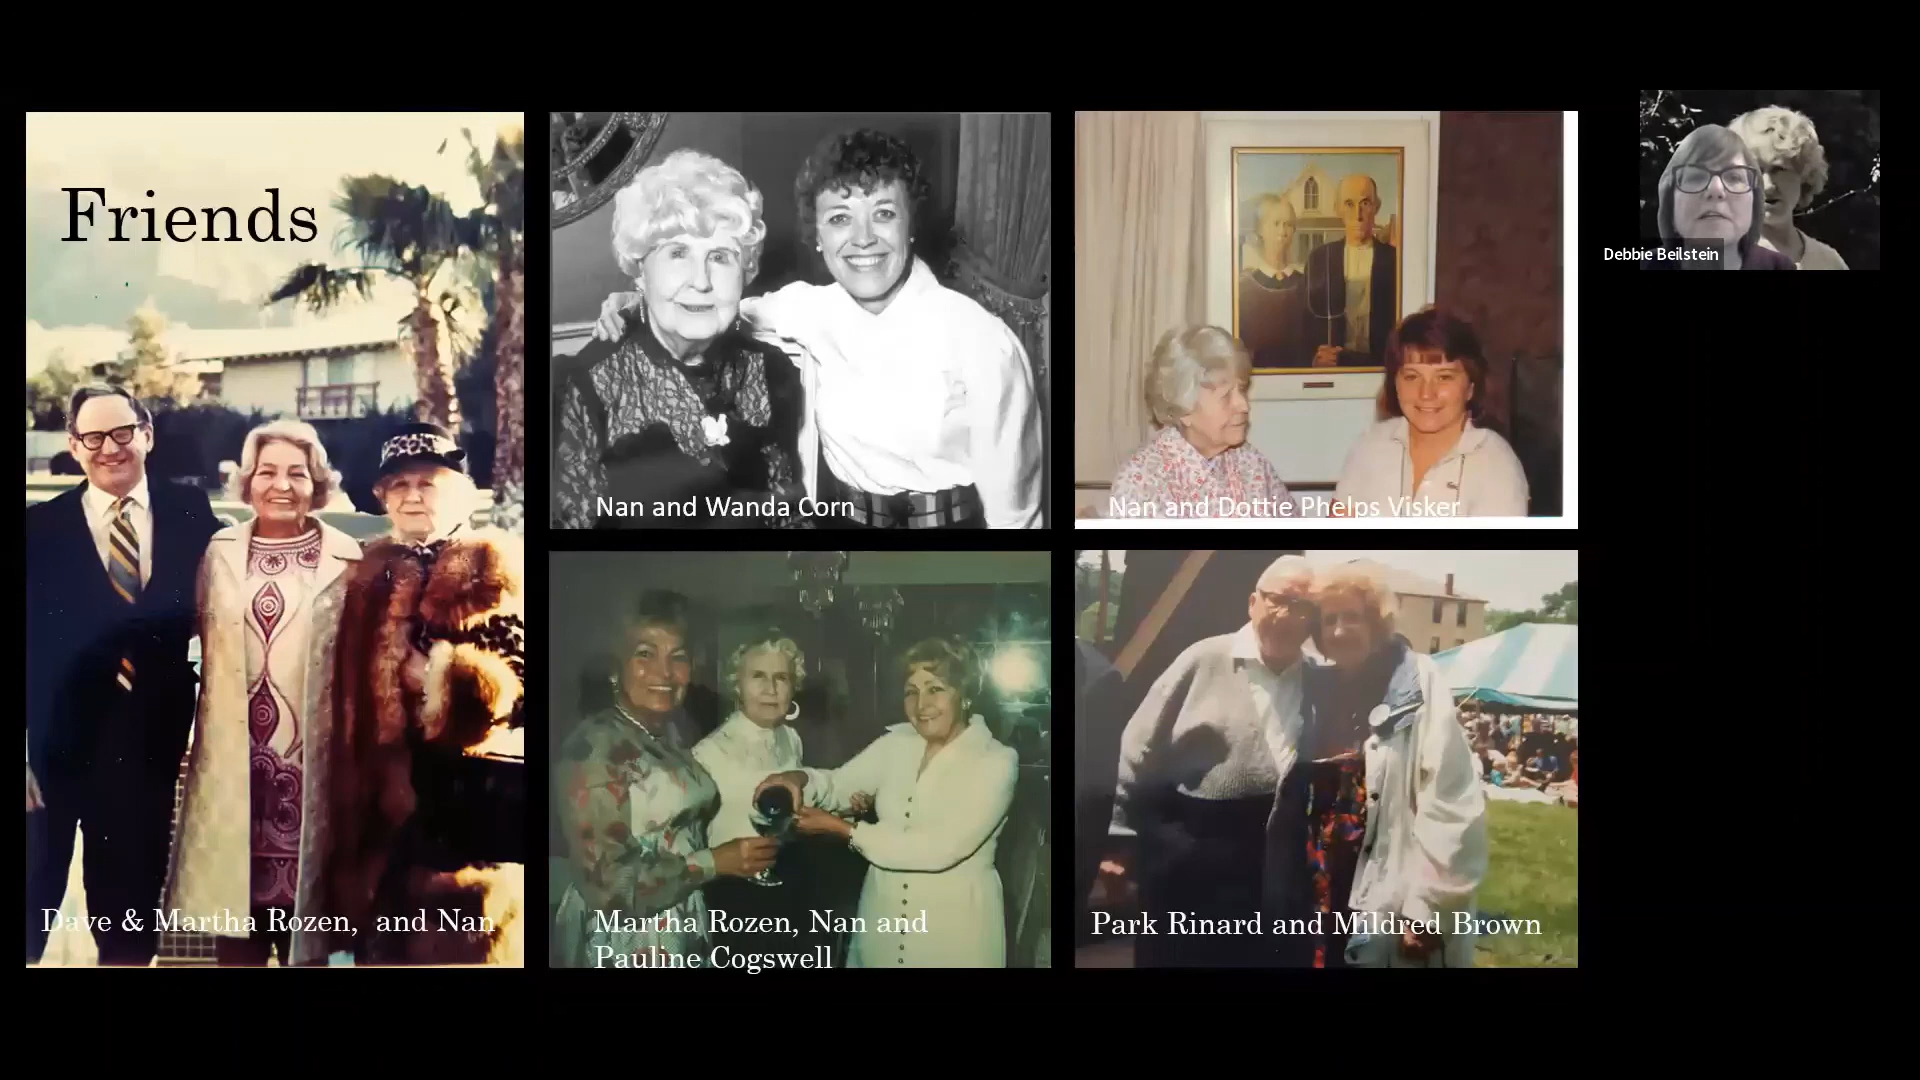 Friends
Dave & Martha Rozen, and Nan
Nan and Wanda Corn
Nan and Dottie Phelps Visker
Martha Rozen, Nan and
Pauline Cogswell
Park Rinard and Mildred Brown
Debbie Beilstein